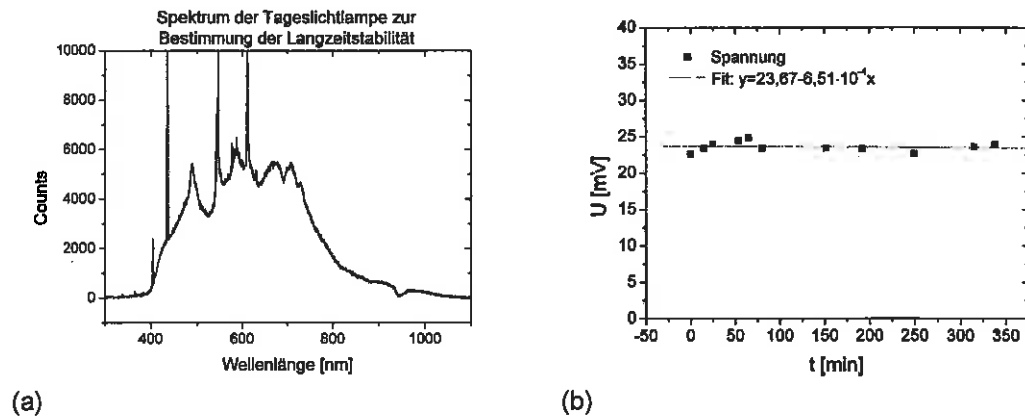 Spektrum der Tageslichtlampe zur
Bestimmung der Langzeitstabilität
10000
8000
6000
4000
2000
0
Counts
400 600 800 1000
Wellenlänge [nm]
(a)
40
35
30
25
20
15
10
5
0
U [mV]
Spannung
Fit: y=23,67-6,51·10⁻⁴x
-50 0 50 100 150 200 250 300 350
t [min]
(b)